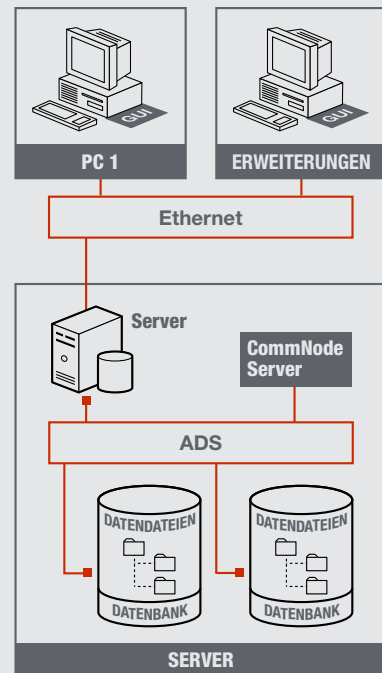 GUI
GUI
PC 1
ERWEITERUNGEN
Ethernet
Server
CommNode
Server
ADS
DATENDATEIEN
DATENDATEIEN
DATENBANK
DATENBANK
SERVER